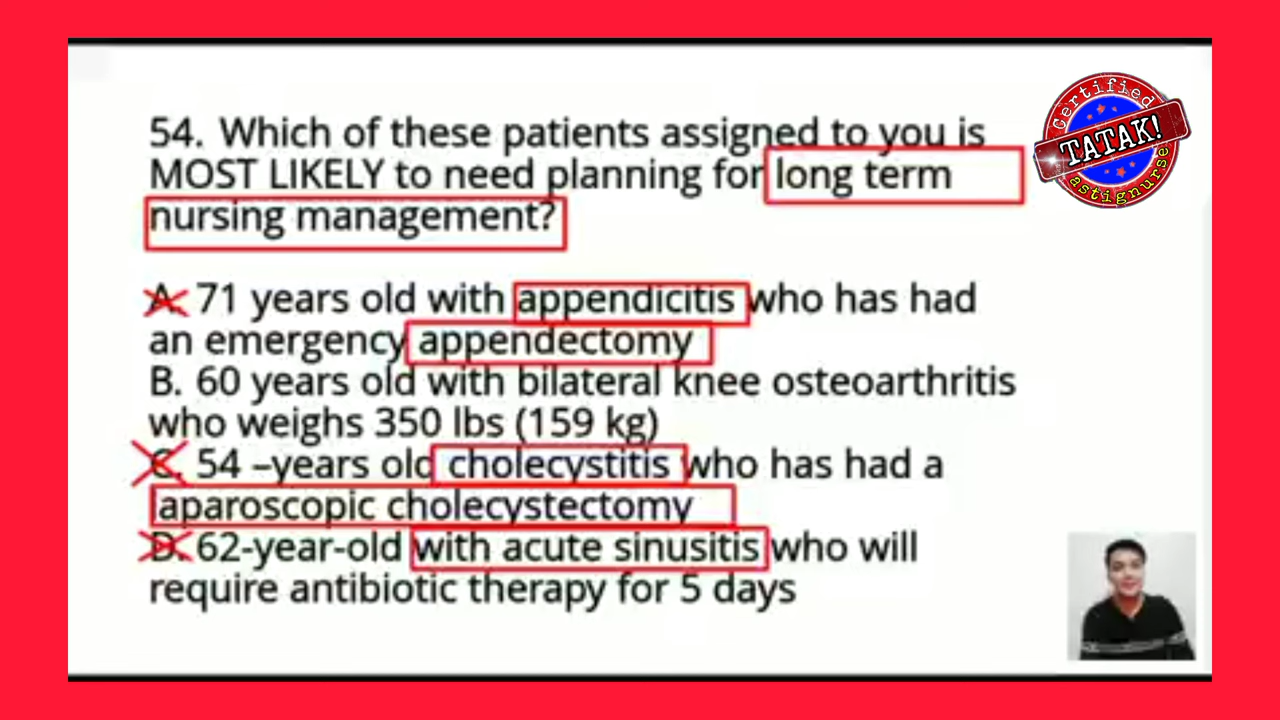 54. Which of these patients assigned to you is
MOST LIKELY to need planning for long term
nursing management?
A. 71 years old with appendicitis who has had
an emergency appendectomy
B. 60 years old with bilateral knee osteoarthritis
who weighs 350 lbs (159 kg)
C. 54 –years old cholecystitis who has had a
aparoscopic cholecystectomy
D. 62-year-old with acute sinusitis who will
require antibiotic therapy for 5 days
Certified
TATAK!
astignurse